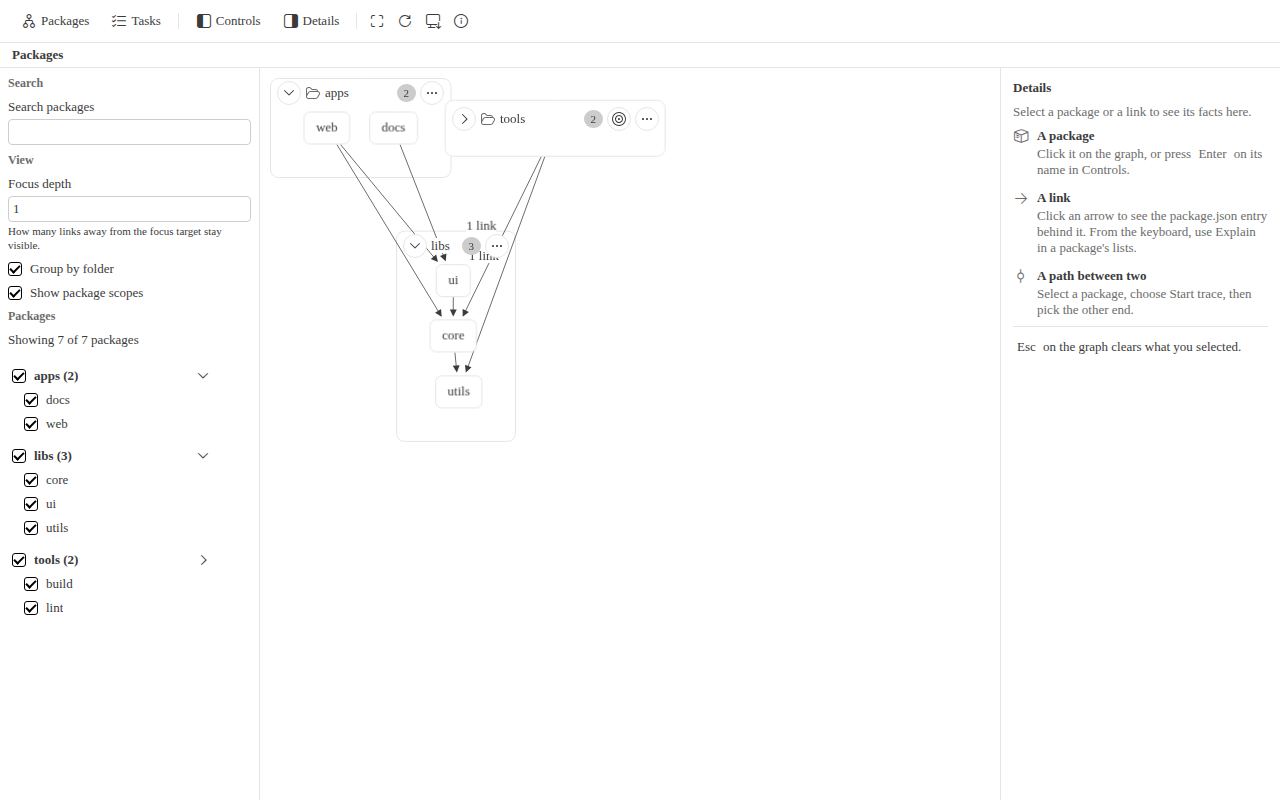 Packages
Tasks
Controls
Details
Packages
Search
Search packages
View
Focus depth
1
How many links away from the focus target stay
visible.
Group by folder
Show package scopes
Packages
Showing 7 of 7 packages
apps (2)
docs
web
libs (3)
core
ui
utils
tools (2)
build
lint
apps
2
web
docs
tools
2
1 link
libs
3
1 link
ui
core
utils
Details
Select a package or a link to see its facts here.
A package
Click it on the graph, or press Enter on its
name in Controls.
A link
Click an arrow to see the package.json entry
behind it. From the keyboard, use Explain
in a package's lists.
A path between two
Select a package, choose Start trace, then
pick the other end.
Esc on the graph clears what you selected.